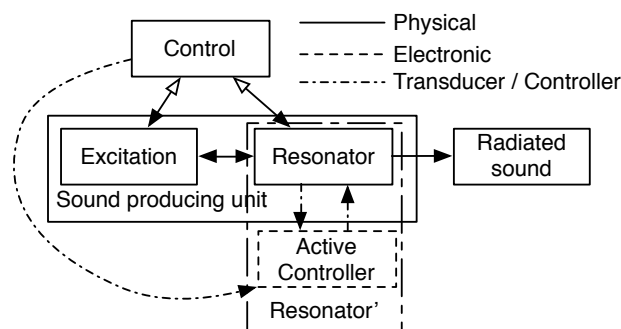 Control
Physical
Electronic
Transducer / Controller
Excitation
Resonator
Radiated
sound
Sound producing unit
Active
Controller
Resonator’